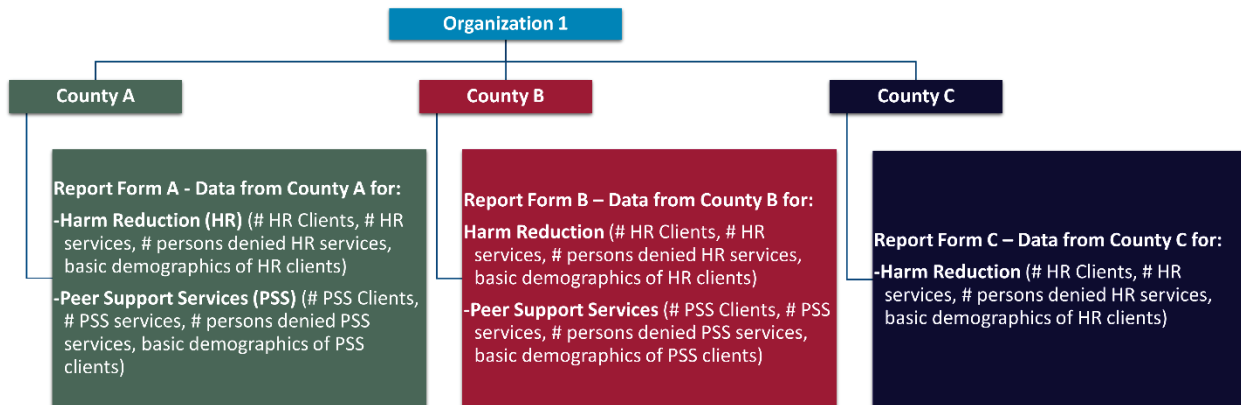 Organization 1
County A
County B
County C
Report Form A - Data from County A for:
-Harm Reduction (HR) (# HR Clients, # HR
services, # persons denied HR services,
basic demographics of HR clients)
-Peer Support Services (PSS) (# PSS Clients,
# PSS services, # persons denied PSS
services, basic demographics of PSS
clients)
Report Form B – Data from County B for:
Harm Reduction (# HR Clients, # HR
services, # persons denied HR services,
basic demographics of HR clients)
-Peer Support Services (# PSS Clients, # PSS
services, # persons denied PSS services,
basic demographics of PSS clients)
Report Form C – Data from County C for:
-Harm Reduction (# HR Clients, # HR
services, # persons denied HR services,
basic demographics of HR clients)